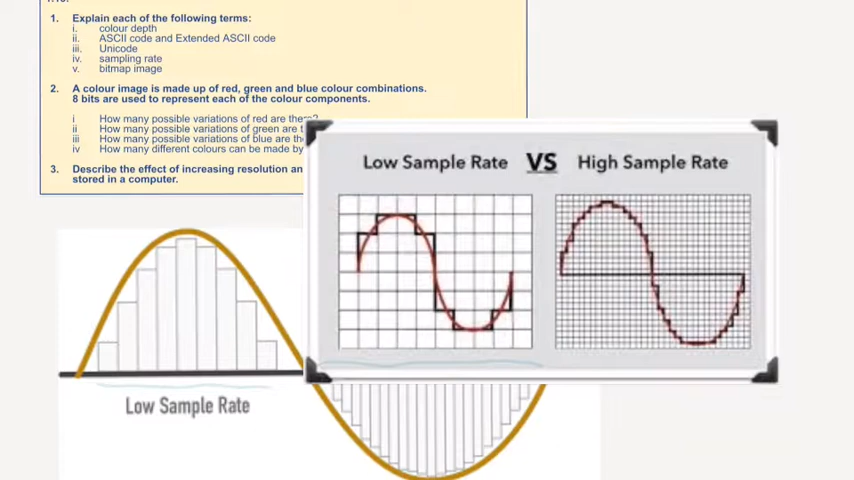 1. Explain each of the following terms:
i. colour depth
ii. ASCII code and Extended ASCII code
iii. Unicode
iv. sampling rate
v. bitmap image
2. A colour image is made up of red, green and blue colour combinations.
8 bits are used to represent each of the colour components.
i How many possible variations of red are there?
ii How many possible variations of green are t
iii How many possible variations of blue are th
iv How many different colours can be made by
3. Describe the effect of increasing resolution an
stored in a computer.
Low Sample Rate VS High Sample Rate
Low Sample Rate